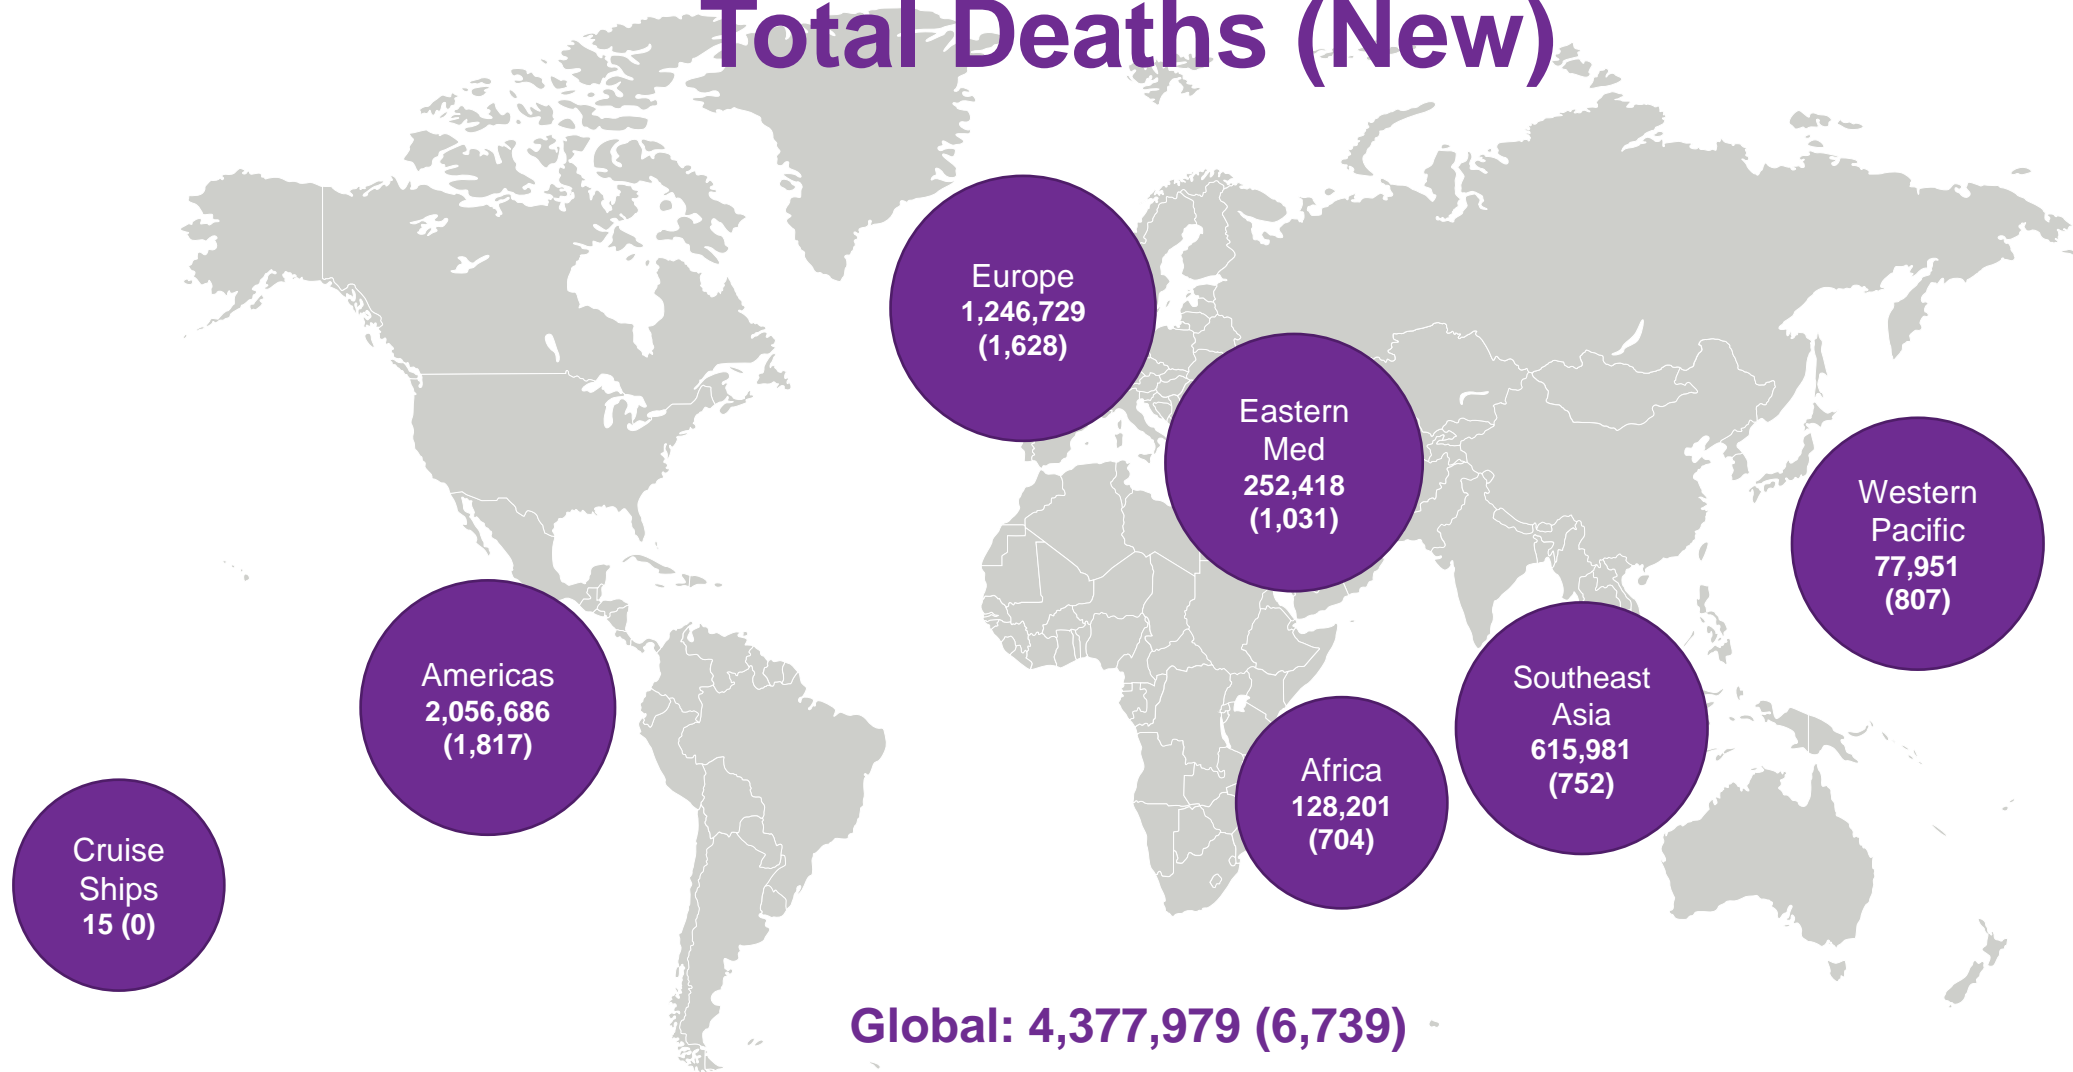 Total Deaths (New)
Europe
1,246,729
(1,628)
Eastern
Med
252,418
(1,031)
Western
Pacific
77,951
(807)
Americas
2,056,686
(1,817)
Southeast
Asia
615,981
(752)
Africa
128,201
(704)
Cruise
Ships
15 (0)
Global: 4,377,979 (6,739)